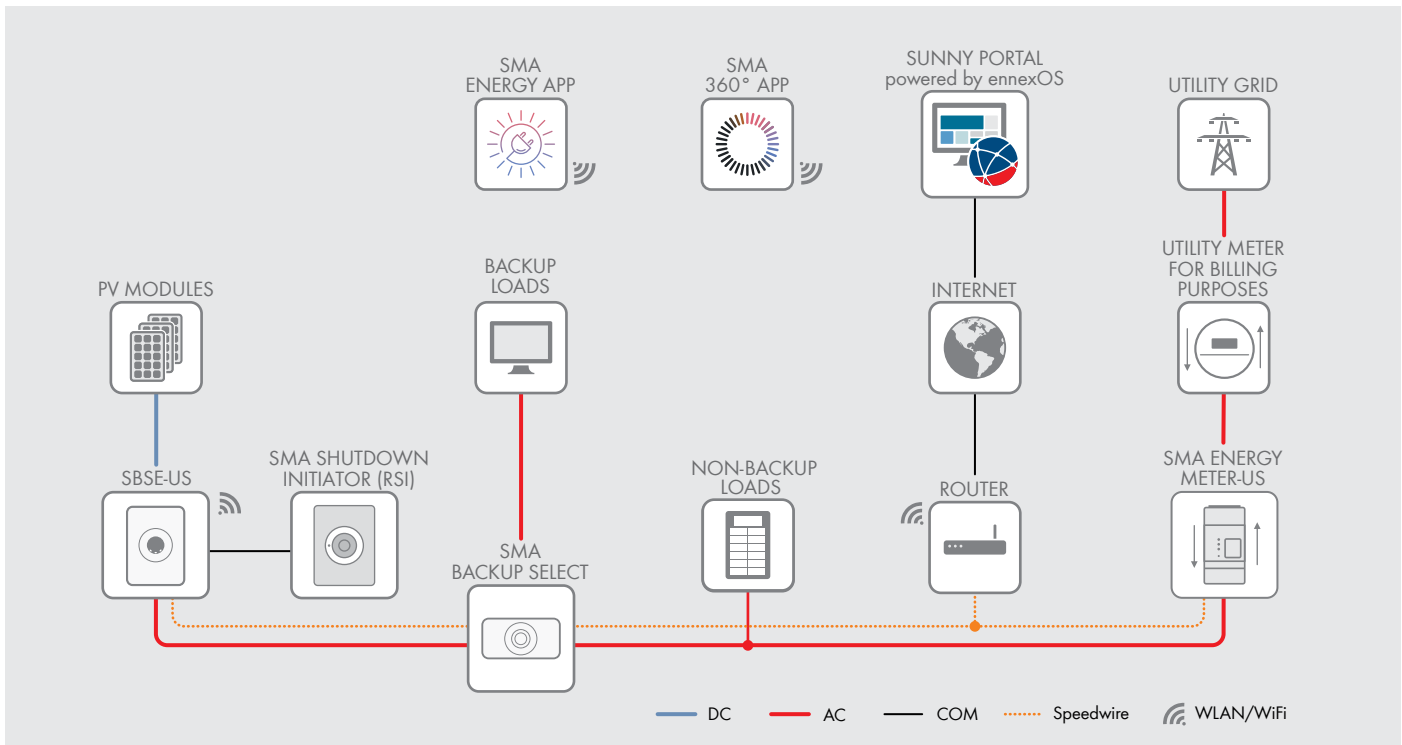 SMA
ENERGY APP
SMA
360° APP
SUNNY PORTAL
powered by ennexOS
UTILITY GRID
PV MODULES
BACKUP
LOADS
INTERNET
UTILITY METER
FOR BILLING
PURPOSES
SBSE-US
SMA SHUTDOWN
INITIATOR (RSI)
SMA
BACKUP SELECT
NON-BACKUP
LOADS
ROUTER
SMA ENERGY
METER-US
DC
AC
COM
Speedwire
WLAN/WiFi